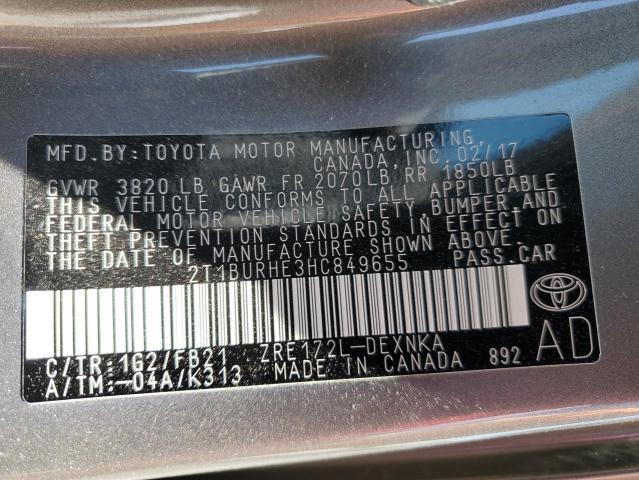 MFD. BY: TOYOTA MOTOR MANUFACTURING,
CANADA, INC. 02/17
GVWR 3820 LB GAWR FR 2070LB, RR 1850LB
THIS VEHICLE CONFORMS TO ALL APPLICABLE
FEDERAL MOTOR VEHICLE SAFETY, BUMPER AND
THEFT PREVENTION STANDARDS IN EFFECT ON
THE DATE OF MANUFACTURE SHOWN ABOVE.
2T1BURHE3HC849655 PASS.CAR
C/TR:1G2/FB21 ZRE172L-DEXNKA
A/TM:-04A/K313 MADE IN CANADA 892
AD